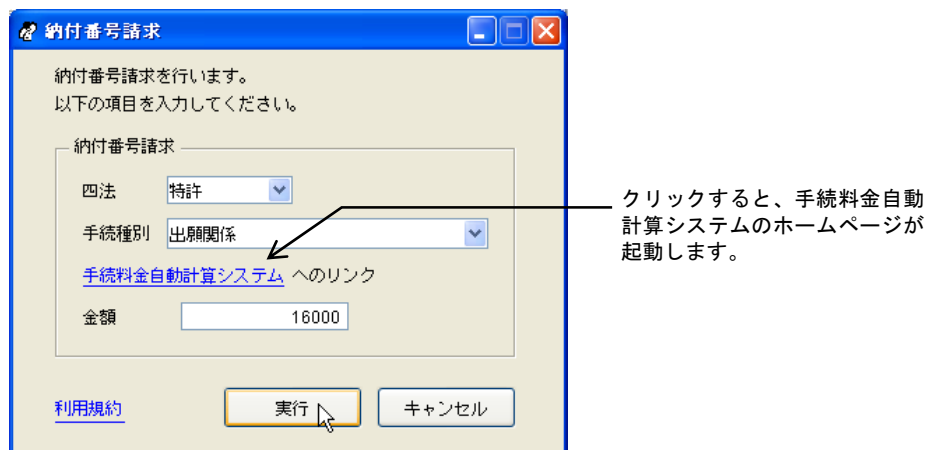 納付番号請求
納付番号請求を行います。
以下の項目を入力してください。
納付番号請求
四法 特許
手続種別 出願関係
手続料金自動計算システム へのリンク
金額 16000
利用規約 実行 キャンセル
クリックすると、手続料金自動
計算システムのホームページが
起動します。